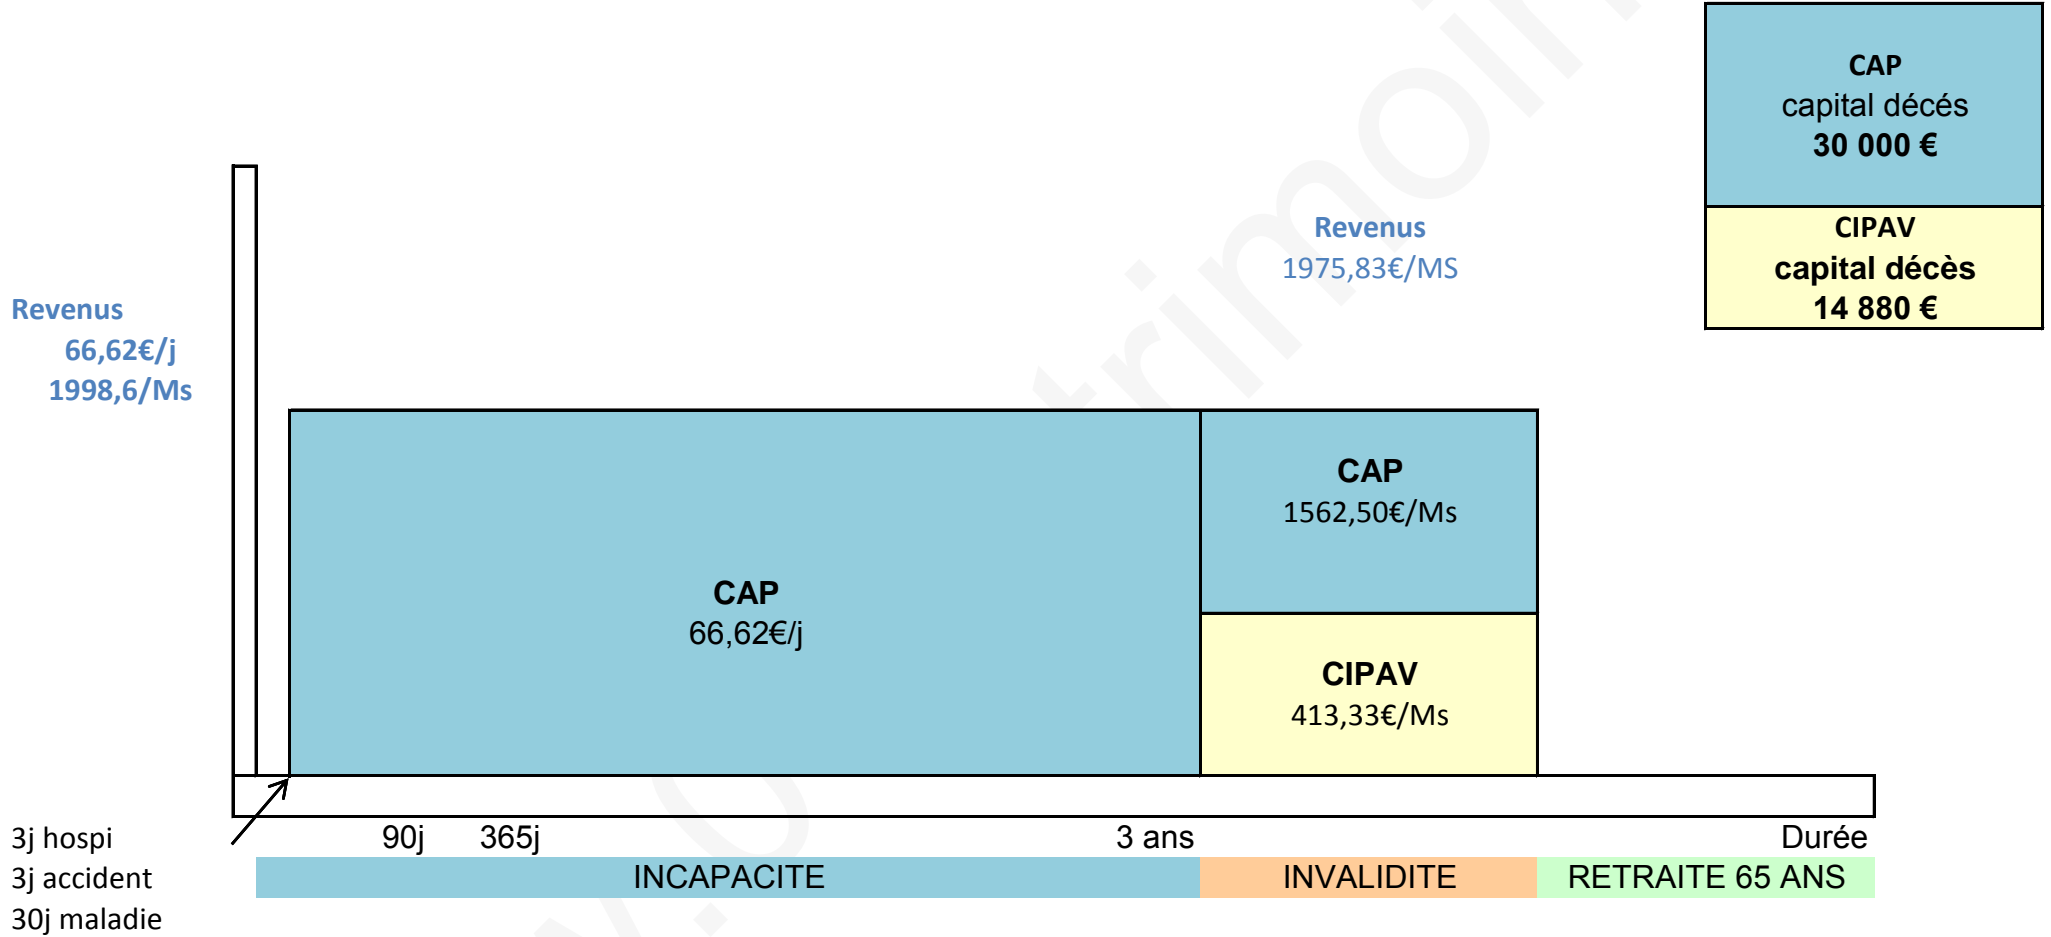 CAP
capital décés
30 000 €
CIPAV
capital décès
14 880 €
Revenus
1975,83€/MS
Revenus
66,62€/j
1998,6/Ms
CAP
66,62€/j
CAP
1562,50€/Ms
CIPAV
413,33€/Ms
3j hospi
3j accident
30j maladie
90j 365j 3 ans Durée
INCAPACITE INVALIDITE RETRAITE 65 ANS